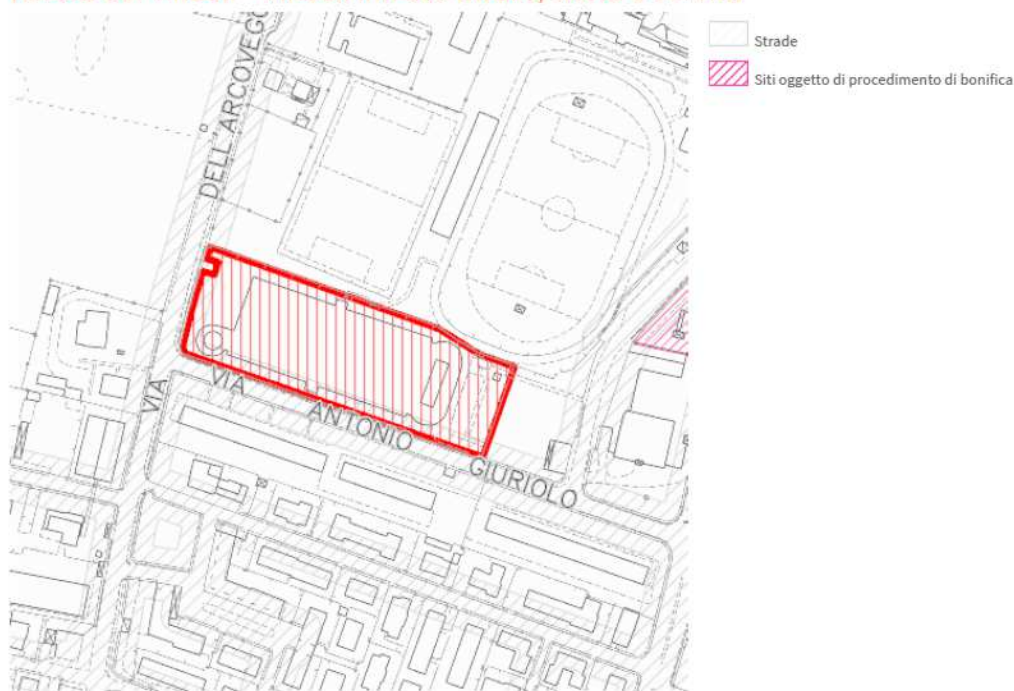 DELL'ARCOVEGGIO
VIA
VIA
ANTONIO
GIURIOLO
Strade
Siti oggetto di procedimento di bonifica